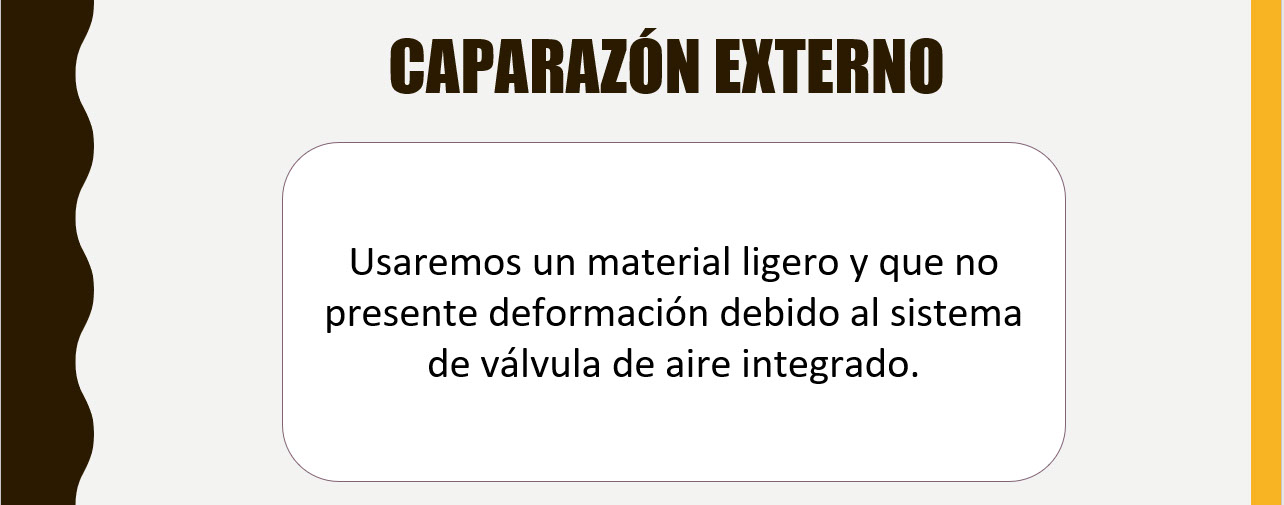 CAPARAZÓN EXTERNO
Usaremos un material ligero y que no
presente deformación debido al sistema
de válvula de aire integrado.